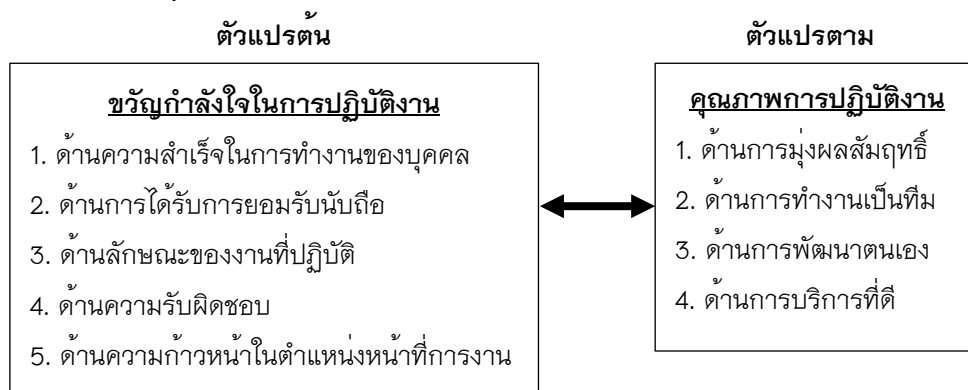 ตัวแปรต้น
ขวัญกำลังใจในการปฏิบัติงาน
1. ด้านความสำเร็จในการทำงานของบุคคล
2. ด้านการได้รับการยอมรับนับถือ
3. ด้านลักษณะของงานที่ปฏิบัติ
4. ด้านความรับผิดชอบ
5. ด้านความก้าวหน้าในตำแหน่งหน้าที่การงาน
ตัวแปรตาม
คุณภาพการปฏิบัติงาน
1. ด้านการมุ่งผลสัมฤทธิ์
2. ด้านการทำงานเป็นทีม
3. ด้านการพัฒนาตนเอง
4. ด้านการบริการที่ดี